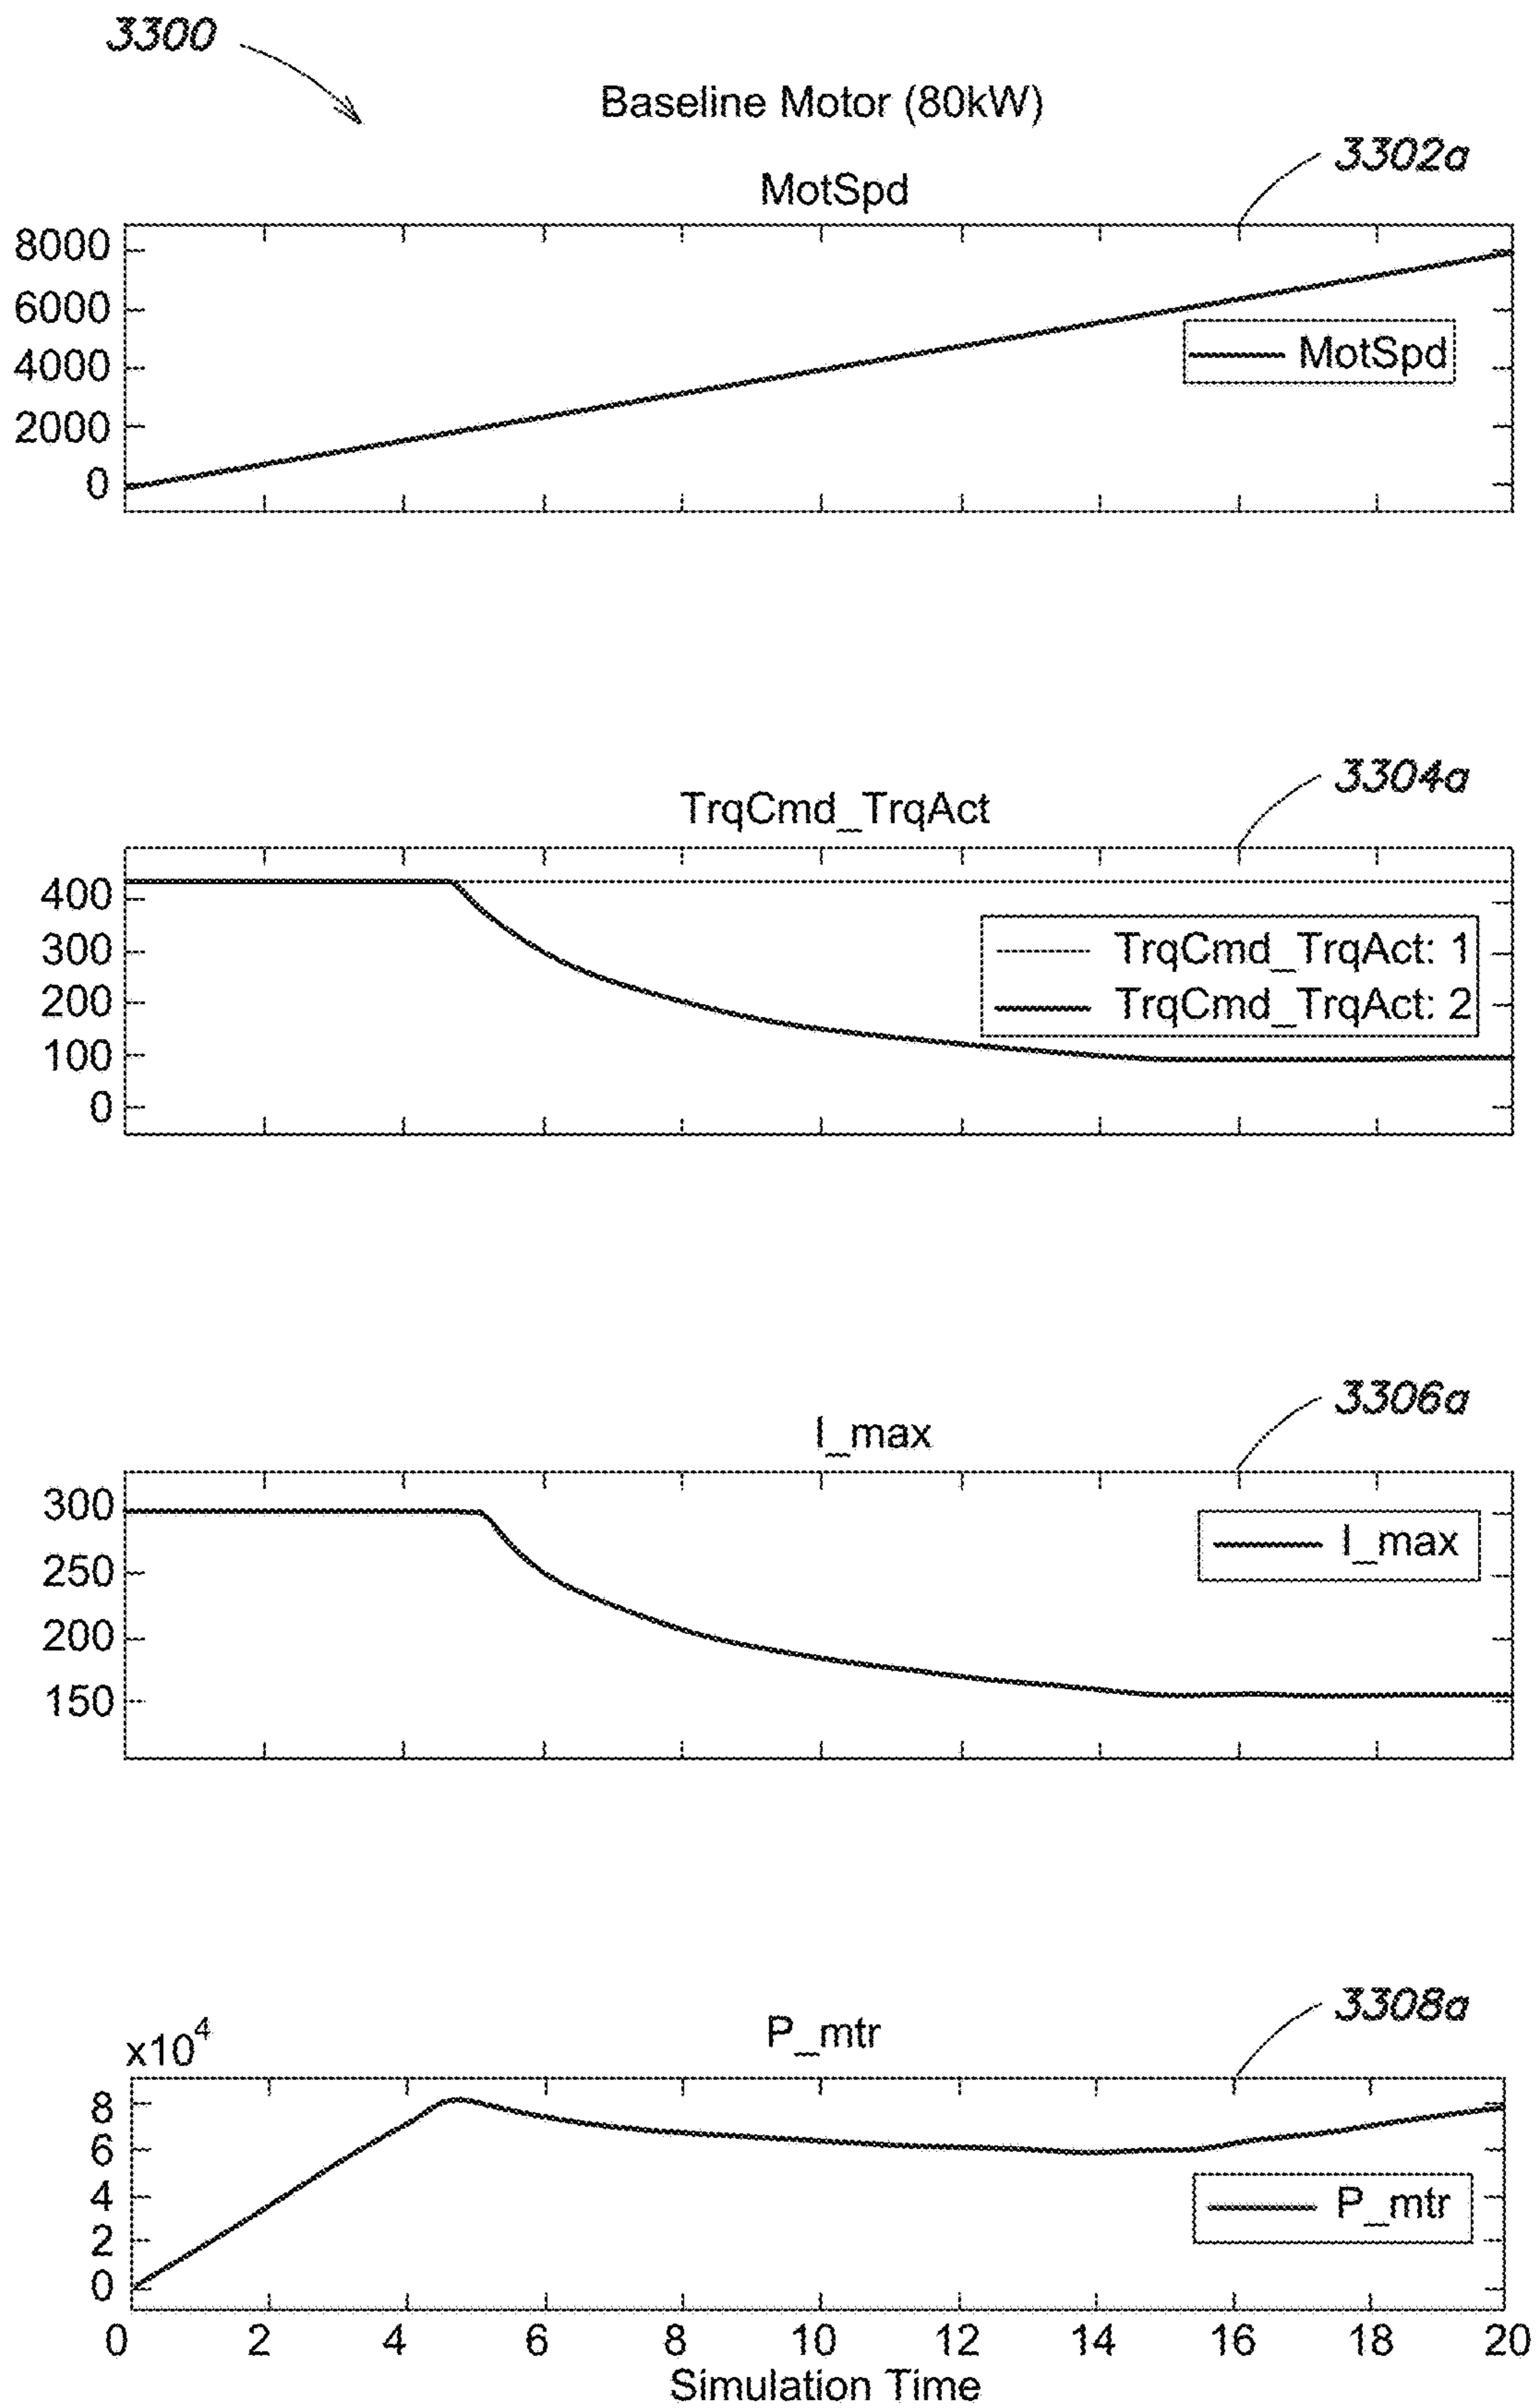 3300
Baseline Motor (80kW)
3302a
MotSpd
8000
6000
4000
2000
0
MotSpd
3304a
TrqCmd_TrqAct
400
300
200
100
0
TrqCmd_TrqAct: 1
TrqCmd_TrqAct: 2
3306a
I_max
300
250
200
150
I_max
3308a
P_mtr
x10⁴
8
6
4
2
0
P_mtr
0 2 4 6 8 10 12 14 16 18 20
Simulation Time